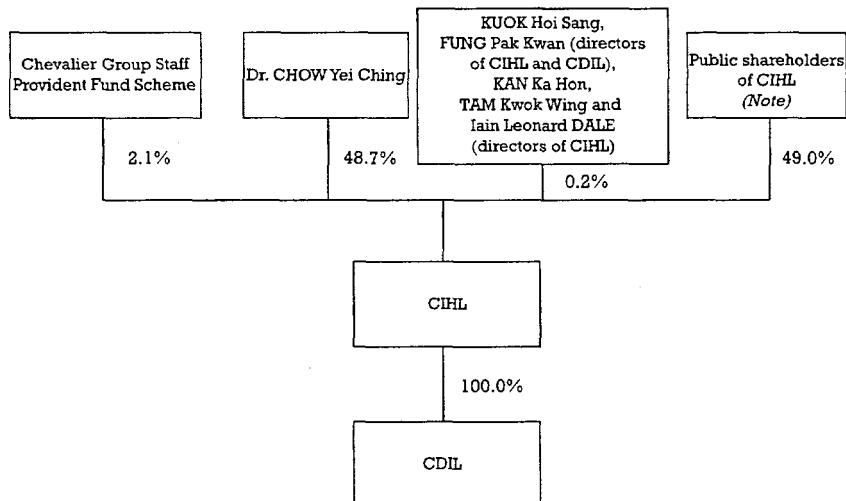 Chevalier Group Staff
Provident Fund Scheme
Dr. CHOW Yei Ching
KUOK Hoi Sang,
FUNG Pak Kwan (directors
of CIHL and CDIL),
KAN Ka Hon,
TAM Kwok Wing and
Iain Leonard DALE
(directors of CIHL)
Public shareholders
of CIHL
(Note)
2.1%
48.7%
0.2%
49.0%
CIHL
100.0%
CDIL